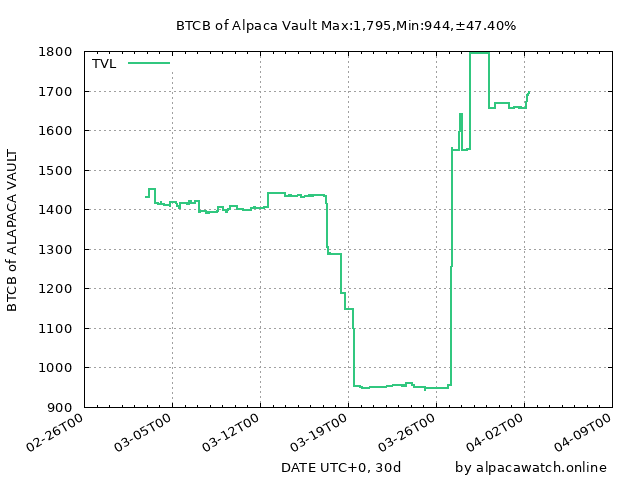 BTCB of Alpaca Vault Max:1,795,Min:944,±47.40%
TVL
1800
1700
1600
1500
1400
1300
1200
1100
1000
900
BTCB of ALAPACA VAULT
02-26T00
03-05T00
03-12T00
03-19T00
03-26T00
04-02T00
04-09T00
DATE UTC+0, 30d
by alpacawatch.online